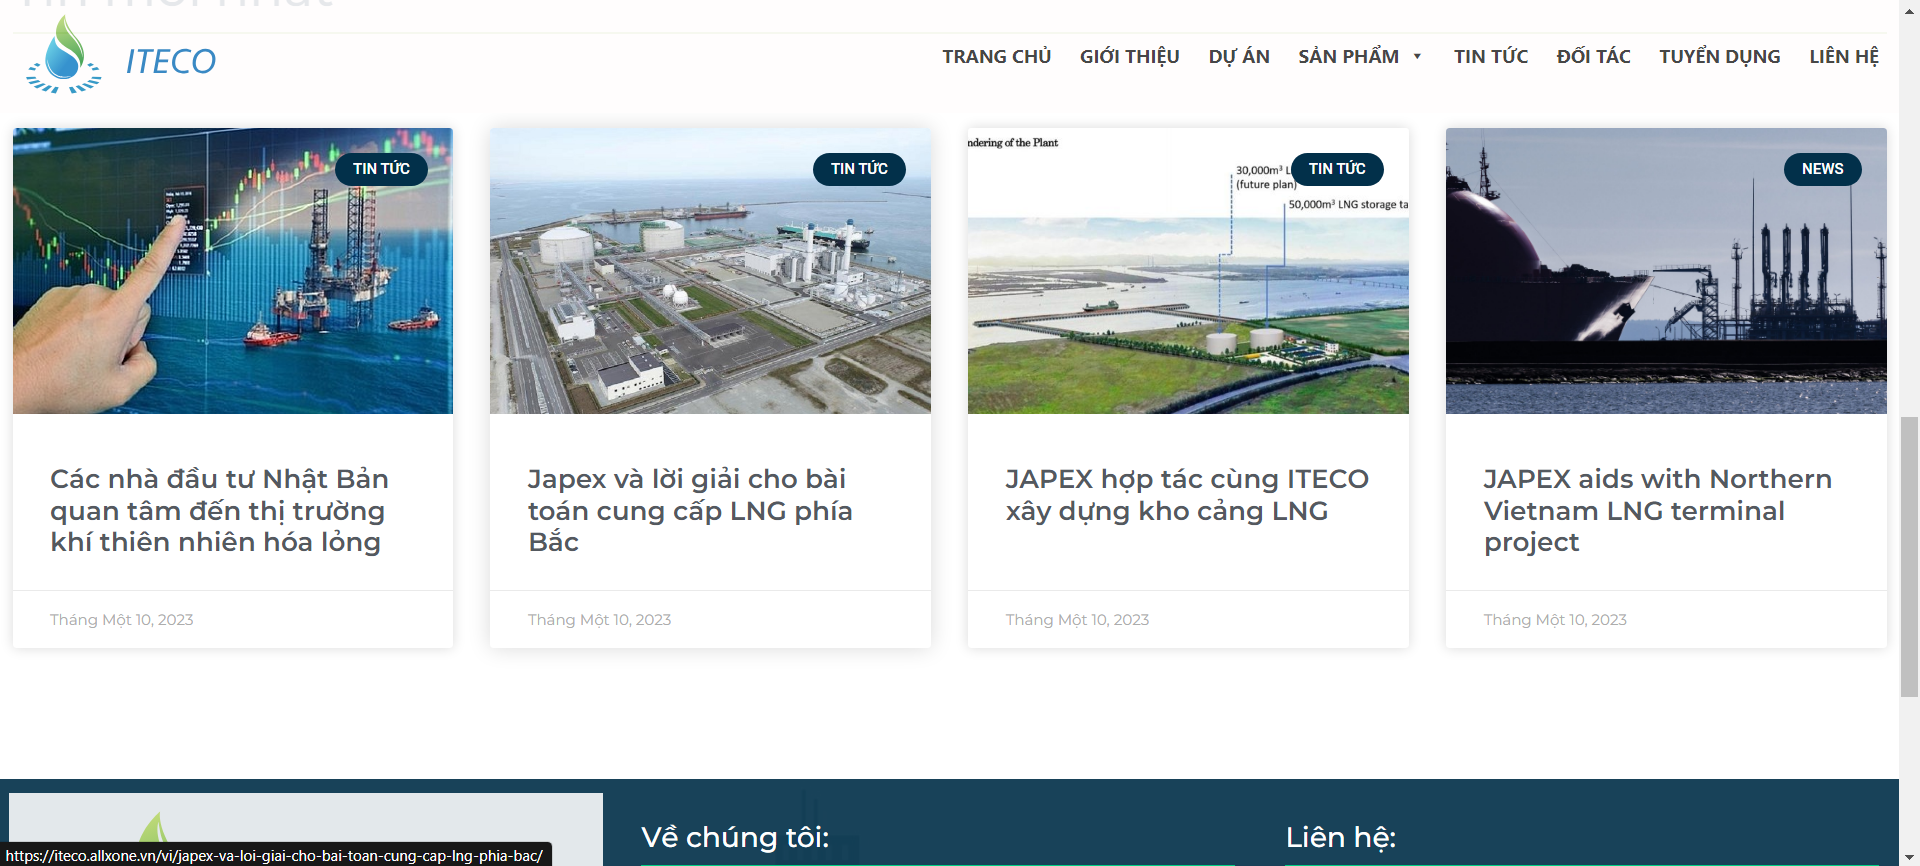 Tin mới nhất
ITECO
TRANG CHỦ
GIỚI THIỆU
DỰ ÁN
SẢN PHẨM
TIN TỨC
ĐỐI TÁC
TUYỂN DỤNG
LIÊN HỆ
TIN TỨC
Các nhà đầu tư Nhật Bản
quan tâm đến thị trường
khí thiên nhiên hóa lỏng
Tháng Một 10, 2023
TIN TỨC
Japex và lời giải cho bài
toán cung cấp LNG phía
Bắc
Tháng Một 10, 2023
ndering of the Plant
30,000m³ L
(future plan)
50,000m³ LNG storage ta
TIN TỨC
JAPEX hợp tác cùng ITECO
xây dựng kho cảng LNG
Tháng Một 10, 2023
NEWS
JAPEX aids with Northern
Vietnam LNG terminal
project
Tháng Một 10, 2023
Về chúng tôi:
Liên hệ:
https://iteco.allxone.vn/vi/japex-va-loi-giai-cho-bai-toan-cung-cap-lng-phia-bac/